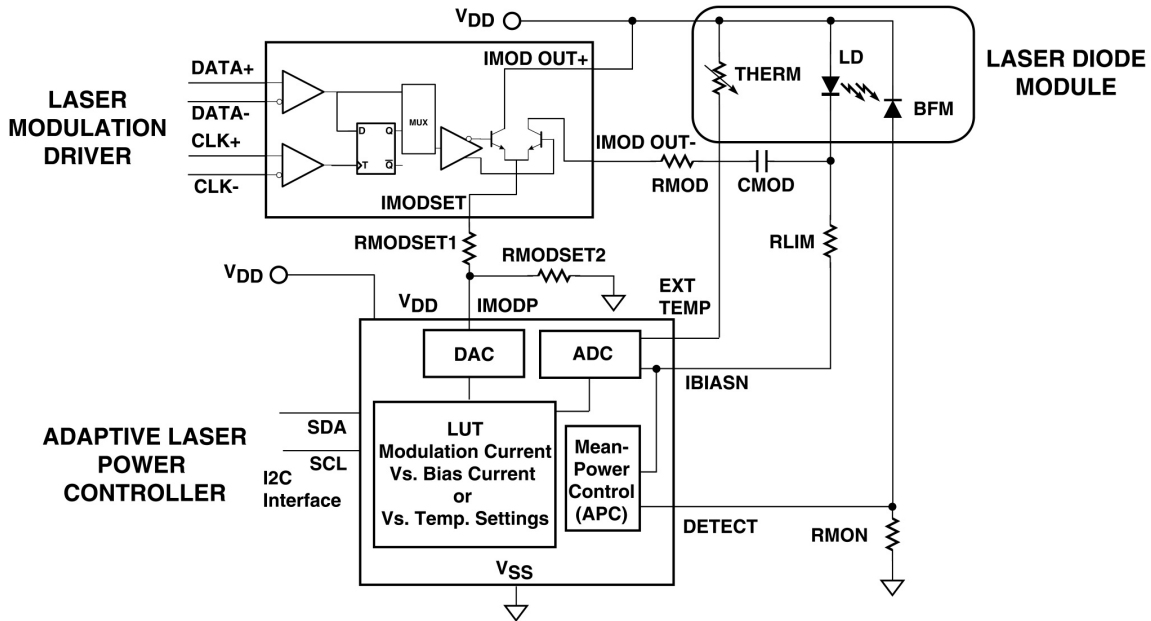 VDD
LASER DIODE
MODULE
THERM
LD
BFM
IMOD OUT+
LASER
MODULATION
DRIVER
DATA+
DATA-
CLK+
CLK-
D
Q
T
Q̅
MUX
IMODSET
IMOD OUT-
RMOD
CMOD
RMODSET1
RMODSET2
RLIM
VDD
VDD
IMODP
EXT
TEMP
DAC
ADC
IBIASN
ADAPTIVE LASER
POWER
CONTROLLER
SDA
SCL
I2C
Interface
LUT
Modulation Current
Vs. Bias Current
or
Vs. Temp. Settings
Mean-
Power
Control
(APC)
DETECT
RMON
VSS